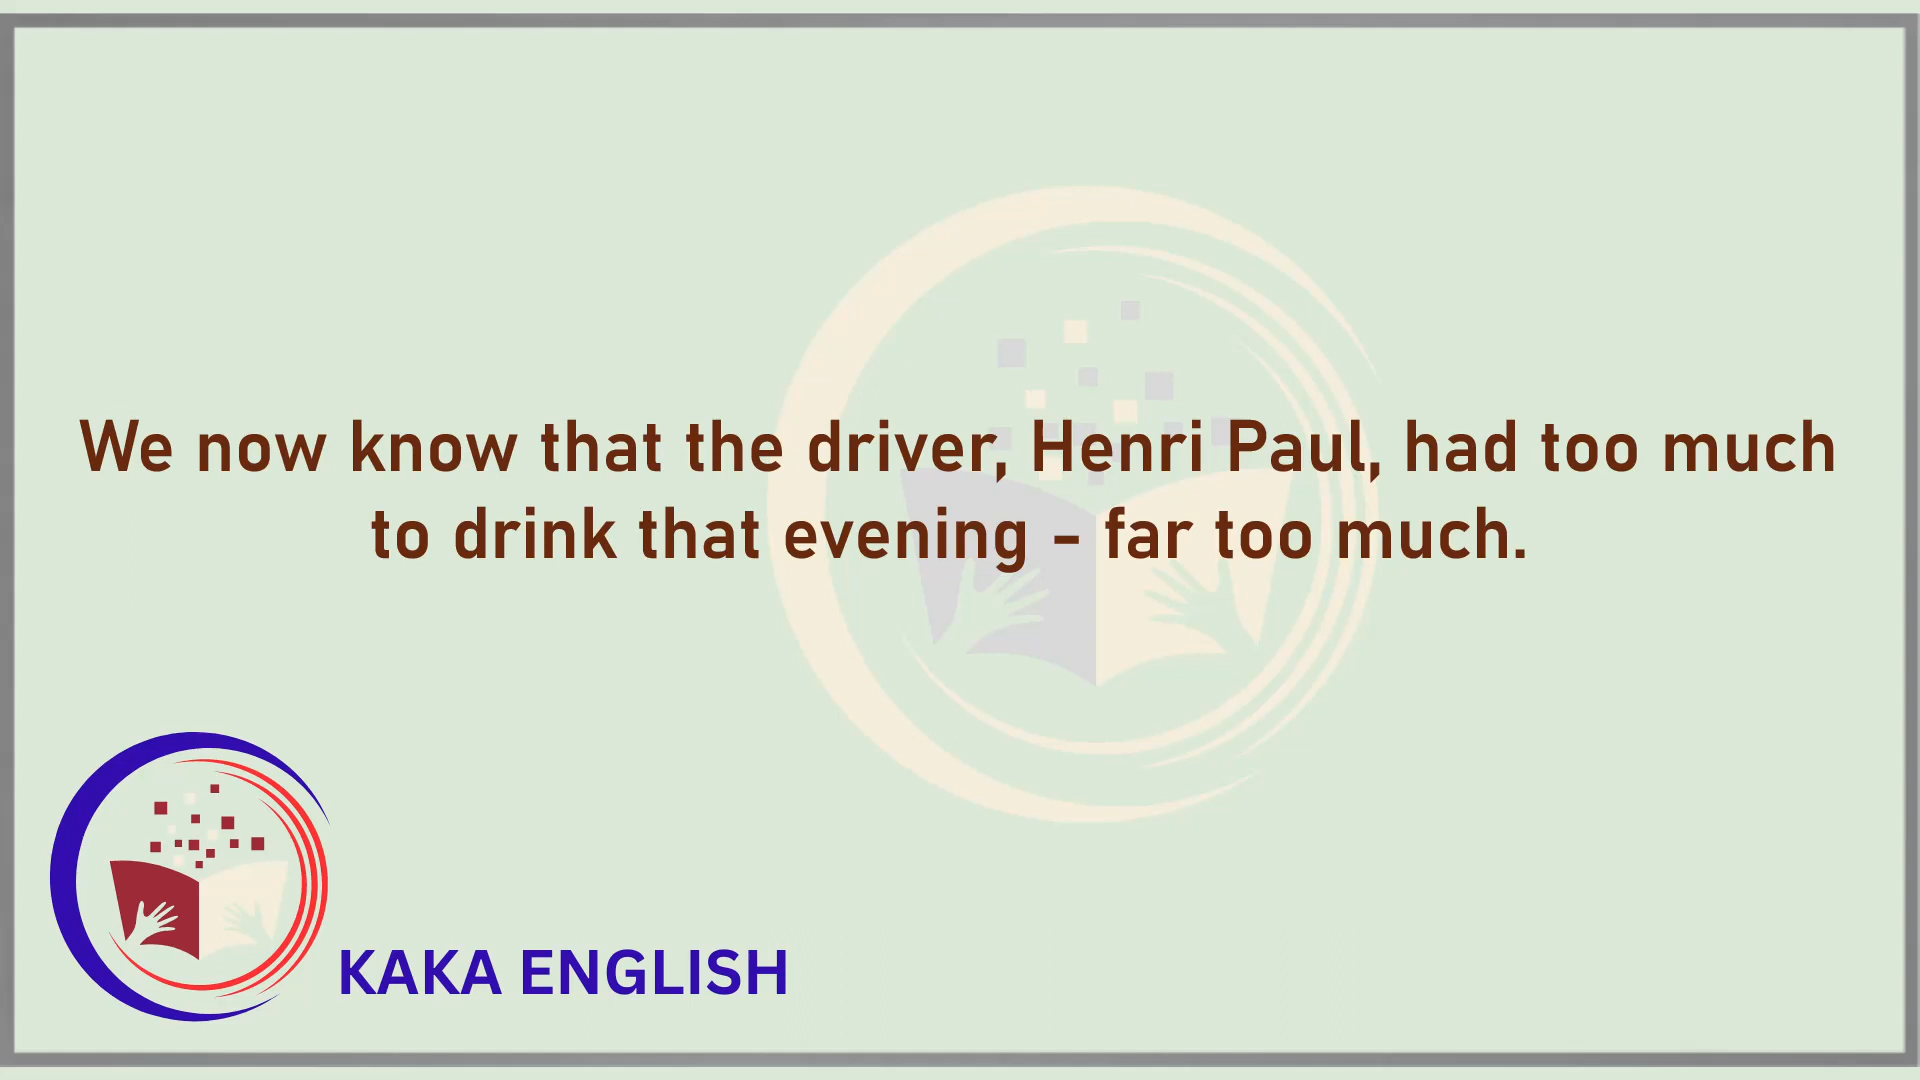 We now know that the driver, Henri Paul, had too much
to drink that evening - far too much.
KAKA ENGLISH